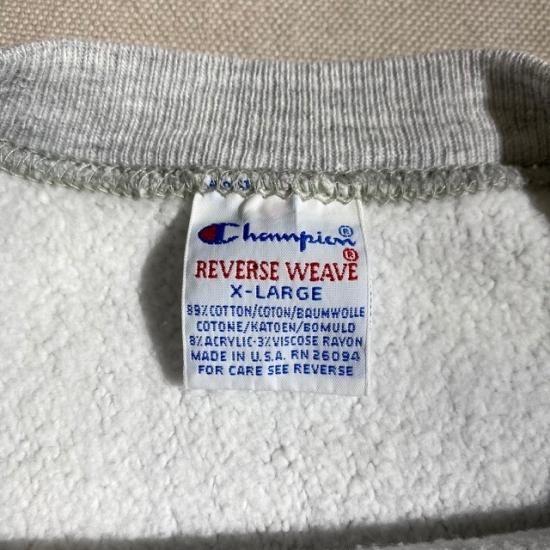 Champion®
REVERSE WEAVE®
X-LARGE
89%COTTON/COTON/BAUMWOLLE
COTONE/KATOEN/BOMULD
8%ACRYLIC-3%VISCOSE RAYON
MADE IN U.S.A. RN 26094
FOR CARE SEE REVERSE